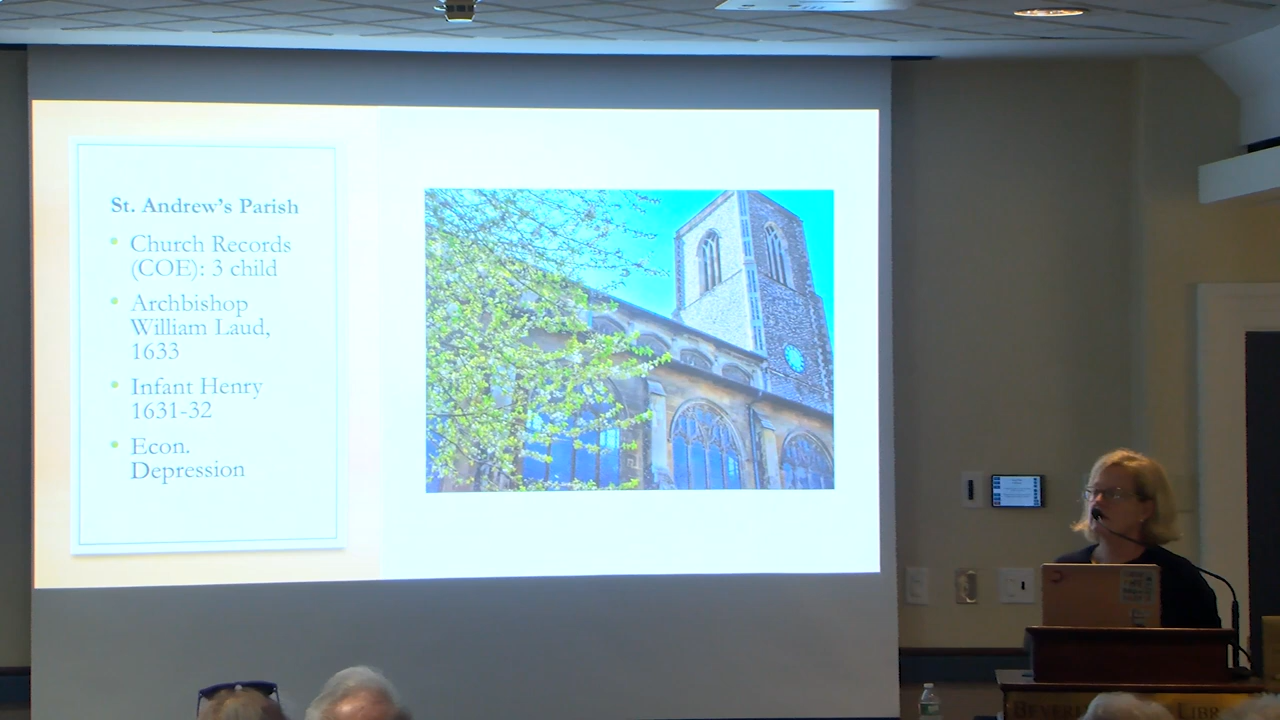 St. Andrew's Parish
• Church Records
(COE): 3 child
• Archbishop
William Laud,
1633
• Infant Henry
1631-32
• Econ.
Depression